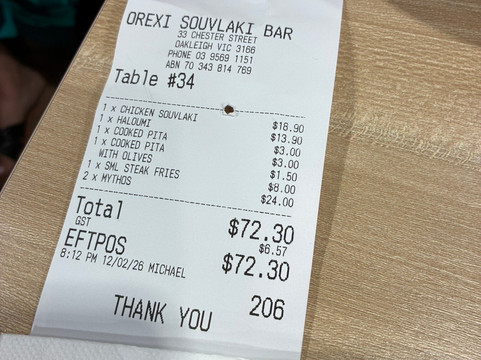 OREXI SOUVLAKI BAR
33 CHESTER STREET
OAKLEIGH VIC 3166
PHONE 03 9569 1151
ABN 70 343 814 769
Table #34
1 x CHICKEN SOUVLAKI $18.90
1 x HALOUMI $13.90
1 x COOKED PITA $3.00
1 x COOKED PITA $3.00
WITH OLIVES $1.50
1 x SML STEAK FRIES $8.00
2 x MYTHOS $24.00
Total $72.30
GST $6.57
EFTPOS $72.30
8:12 PM 12/02/26 MICHAEL 206
THANK YOU